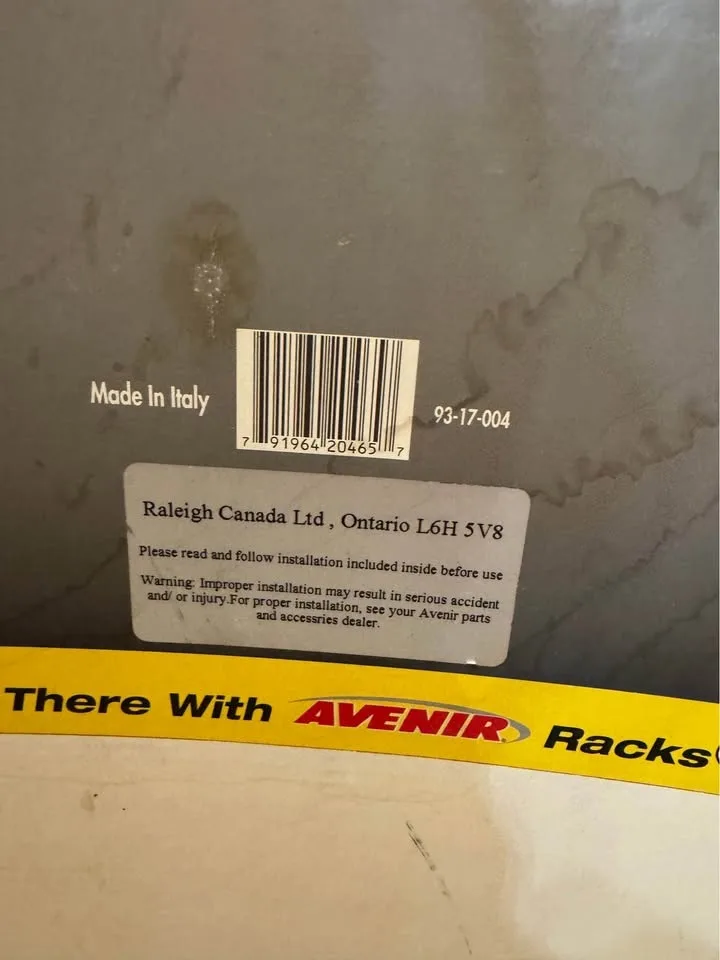 Made In Italy
7 91964 20465 7
93-17-004
Raleigh Canada Ltd , Ontario L6H 5V8
Please read and follow installation included inside before use
Warning: Improper installation may result in serious accident
and/ or injury.For proper installation, see your Avenir parts
and accessries dealer.
There With AVENIR Racks